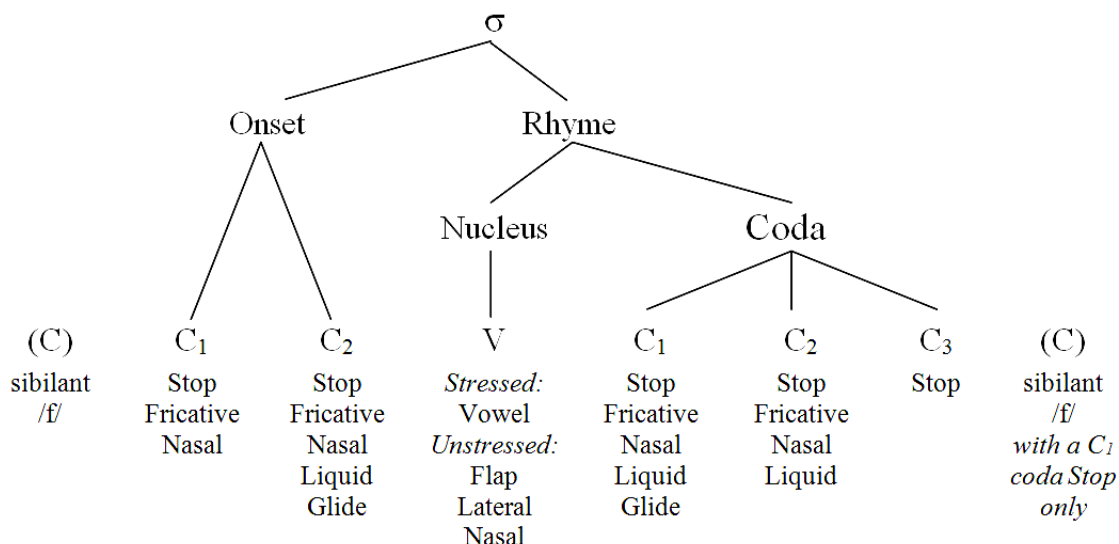 σ
Onset Rhyme
Nucleus Coda
(C) C₁ C₂ V C₁ C₂ C₃ (C)
sibilant Stop Stop Stressed: Stop Stop Stop sibilant
/f/ Fricative Fricative Vowel Fricative Fricative /f/
Nasal Nasal Unstressed: Nasal Nasal with a C₁
Liquid Flap Liquid Liquid coda Stop
Glide Lateral Glide only
Nasal